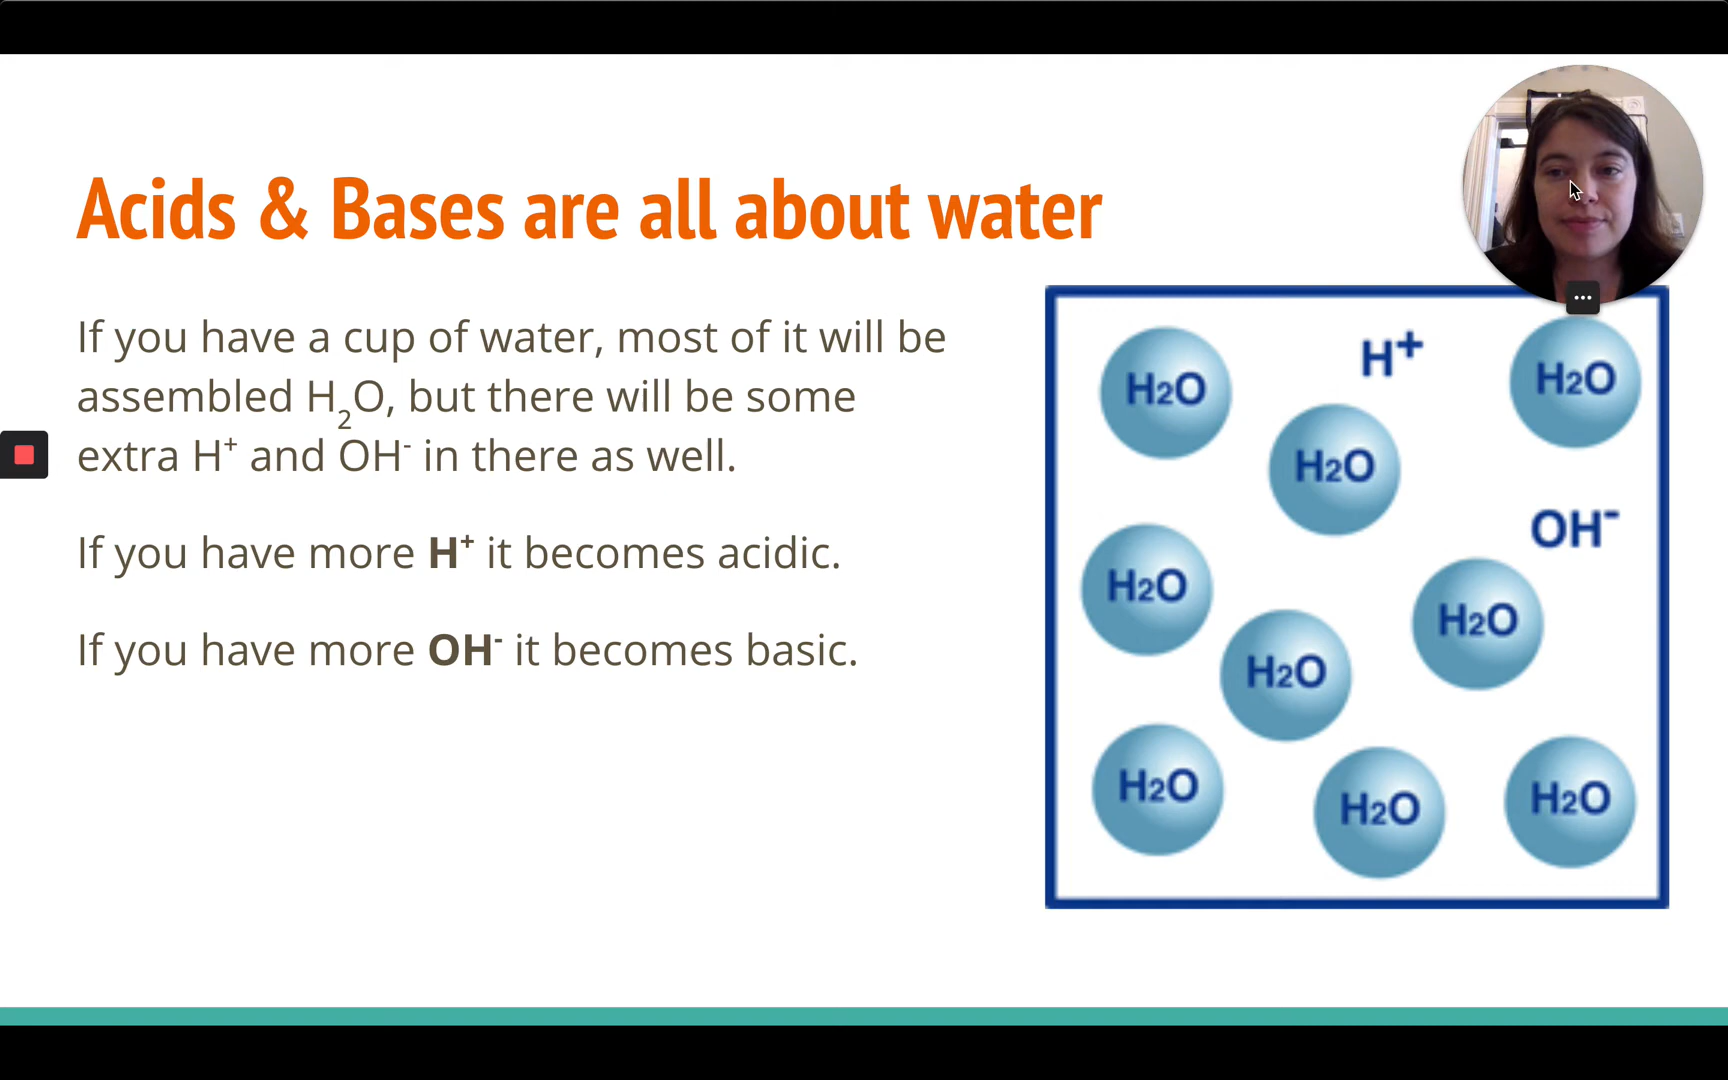 Acids & Bases are all about water
If you have a cup of water, most of it will be
assembled H₂O, but there will be some
extra H⁺ and OH⁻ in there as well.
If you have more H⁺ it becomes acidic.
If you have more OH⁻ it becomes basic.
H⁺
H₂O
H₂O
H₂O
OH⁻
H₂O
H₂O
H₂O
H₂O
H₂O
H₂O